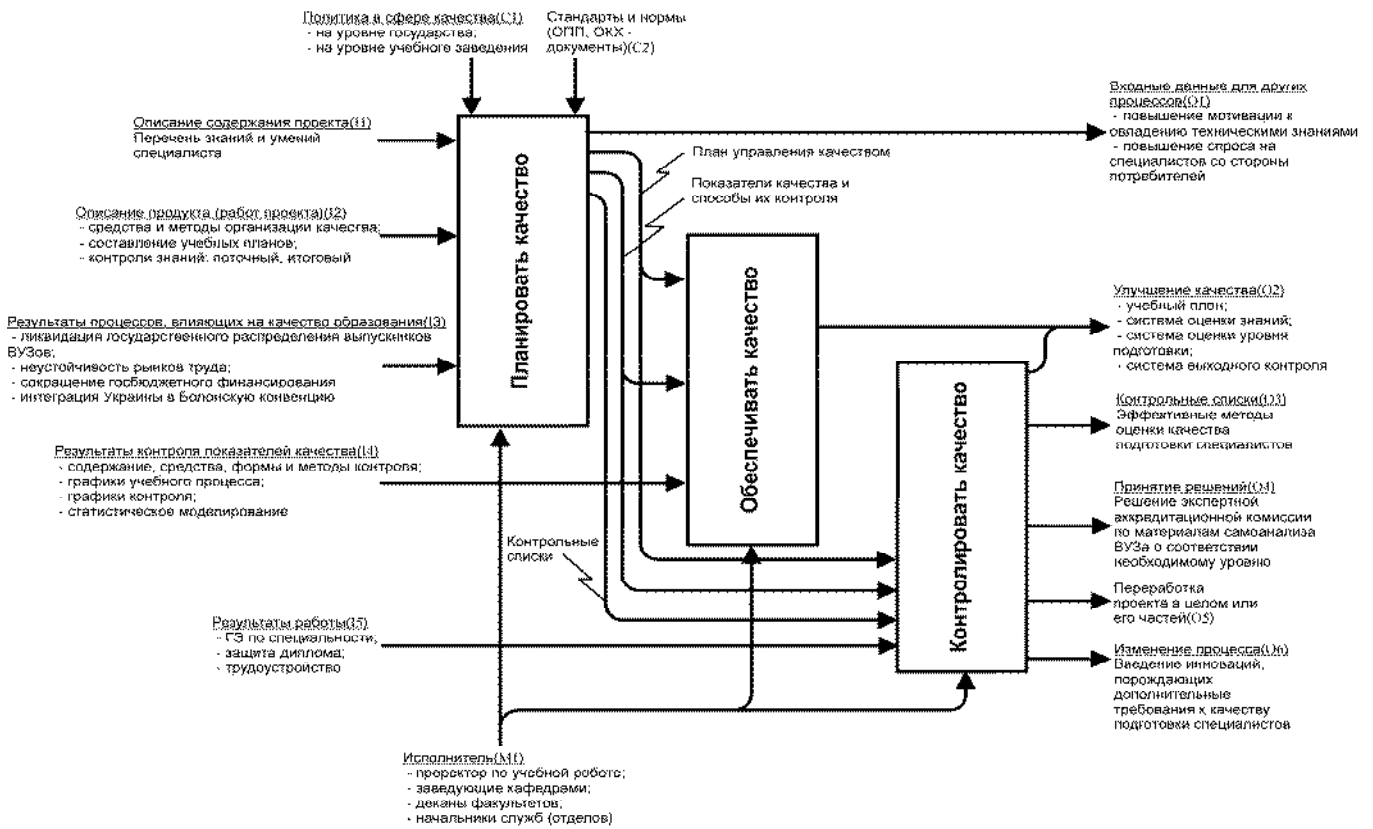 Политика в сфере качества(C1)
- на уровне государства;
- на уровне учебного заведения
Стандарты и нормы
(ОПП, ОКХ -
документы)(C2)
Описание содержания проекта(I1)
Перечень знаний и умений
специалиста
Описание продукта (работ проекта)(I2)
- средства и методы организации качества;
- составление учебных планов;
- контроли знаний: поточный, итоговый
Результаты процессов, влияющих на качество образования(I3)
- ликвидация государственного распределения выпускников
ВУЗов;
- неустойчивость рынков труда;
- сокращение госбюджетного финансирования
- интеграция Украины в Болонскую конвенцию
Результаты контроля показателей качества(I4)
- содержание, средства, формы и методы контроля;
- графики учебного процесса;
- графики контроля;
- статистическое моделирование
Результаты работы(I5)
- ГЭ по специальности;
- защита диплома;
- трудоустройство
Исполнитель(M1)
- проректор по учебной работе;
- заведующие кафедрами;
- деканы факультетов;
- начальники служб (отделов)
Планировать качество
План управления качеством
Показатели качества и
способы их контроля
Обеспечивать качество
Контрольные
списки
Контролировать качество
Входные данные для других
процессов(O1)
- повышение мотивации к
овладению техническими знаниями
- повышение спроса на
специалистов со стороны
потребителей
Улучшение качества(O2)
- учебный план;
- система оценки знаний;
- система оценки уровня
подготовки;
- система выходного контроля
Контрольные списки(O3)
Эффективные методы
оценки качества
подготовки специалистов
Принятие решений(O4)
Решение экспертной
аккредитационной комиссии
по материалам самоанализа
ВУЗа о соответствии
необходимому уровню
Переработка
проекта в целом или
его частей(O5)
Изменение процесса(O6)
Введение инноваций,
порождающих
дополнительные
требования к качеству
подготовки специалистов